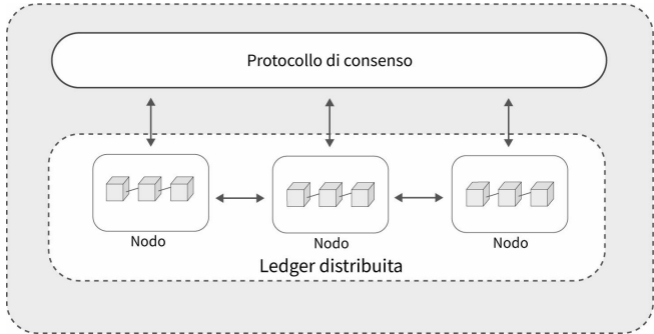 Protocollo di consenso
Nodo
Nodo
Nodo
Ledger distribuita